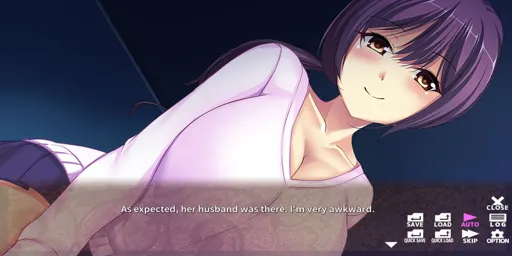 As expected, her husband was there. I'm very awkward.
CLOSE
SAVE LOAD AUTO LOG
QUICK SAVE QUICK LOAD SKIP OPTION